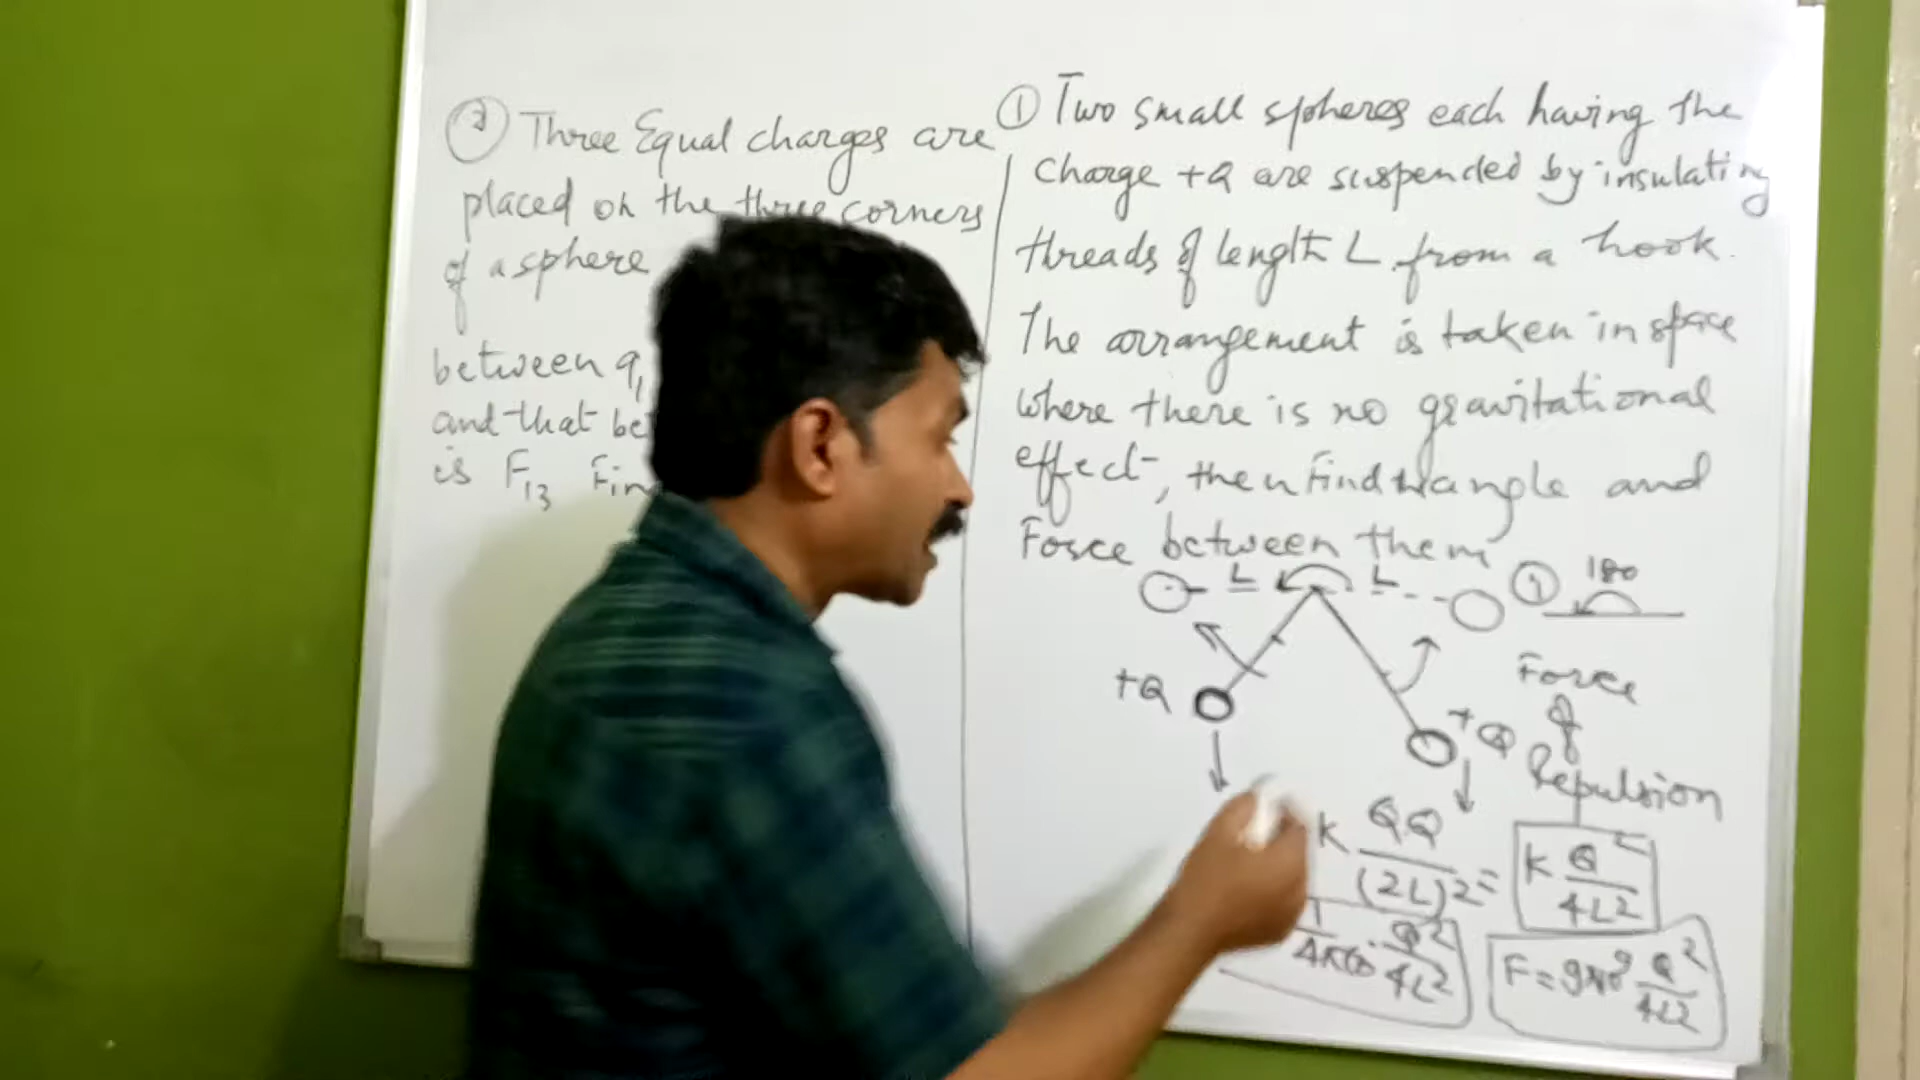 ② Three Equal charges are
placed on the three corners
of a sphere
between q₁
and that be
is F₁₃ Fin
① Two small spheres each having the
charge +Q are suspended by insulating
threads of length L from a hook.
The arrangement is taken in space
where there is no gravitational
effect, then find angle and
Force between them
L L ① 180
+Q +Q
Force
of
Repulsion
K QQ/(2L)2 = K Q²/4L²
1/4π∈₀ . Q²/4L²
F = 9×10⁹ Q²/4L²